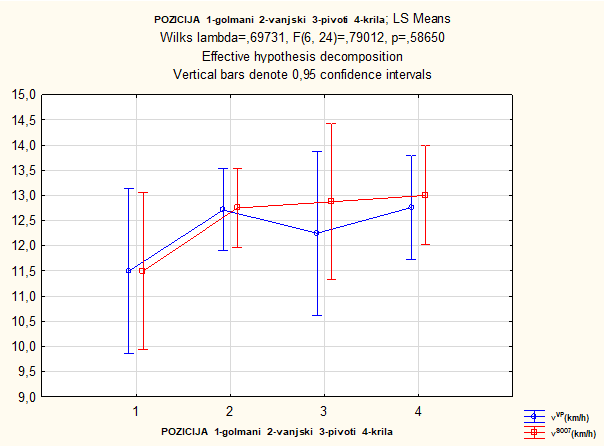 POZICIJA 1-golmani 2-vanjski 3-pivoti 4-krila; LS Means
Wilks lambda=,69731, F(6, 24)=,79012, p=,58650
Effective hypothesis decomposition
Vertical bars denote 0,95 confidence intervals
15,0
14,5
14,0
13,5
13,0
12,5
12,0
11,5
11,0
10,5
10,0
9,5
9,0
1 2 3 4
POZICIJA 1-golmani 2-vanjski 3-pivoti 4-krila
vVP(km/h)
v8OO7(km/h)